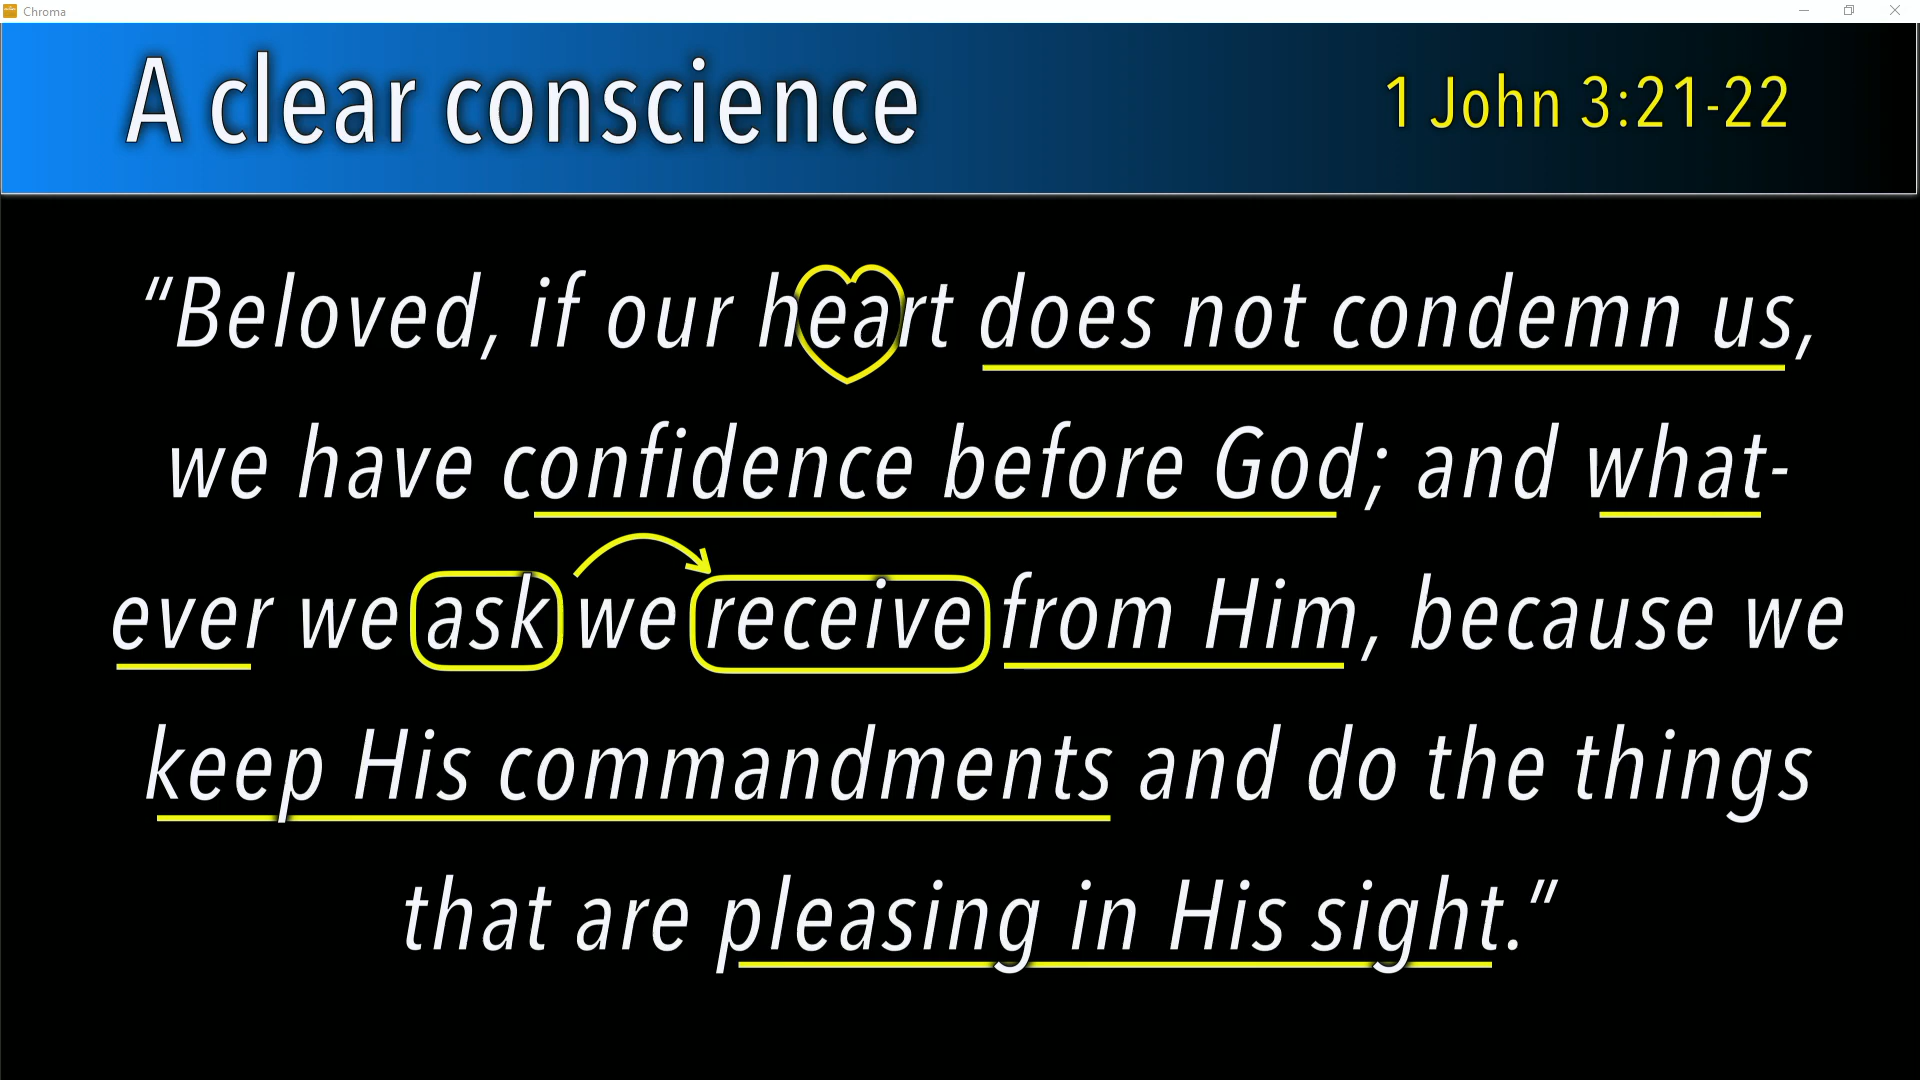 Chroma
A clear conscience
1 John 3:21-22
“Beloved, if our heart does not condemn us,
we have confidence before God; and what-
ever we ask we receive from Him, because we
keep His commandments and do the things
that are pleasing in His sight.”